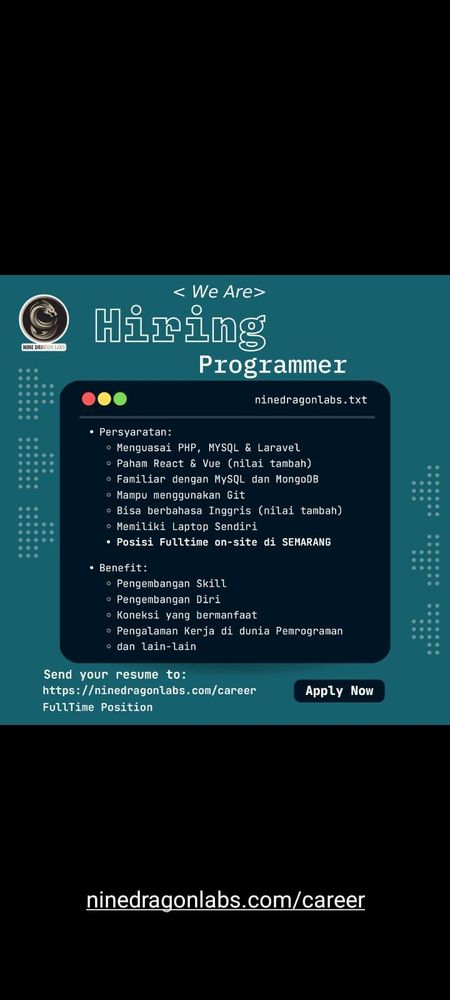 < We Are>
Hiring
Programmer
NINE DRAGON LABS
ninedragonlabs.txt
• Persyaratan:
◦ Menguasai PHP, MYSQL & Laravel
◦ Paham React & Vue (nilai tambah)
◦ Familiar dengan MySQL dan MongoDB
◦ Mampu menggunakan Git
◦ Bisa berbahasa Inggris (nilai tambah)
◦ Memiliki Laptop Sendiri
• Posisi Fulltime on-site di SEMARANG
• Benefit:
◦ Pengembangan Skill
◦ Pengembangan Diri
◦ Koneksi yang bermanfaat
◦ Pengalaman Kerja di dunia Pemrograman
◦ dan lain-lain
Send your resume to:
https://ninedragonlabs.com/career
FullTime Position
Apply Now
ninedragonlabs.com/career